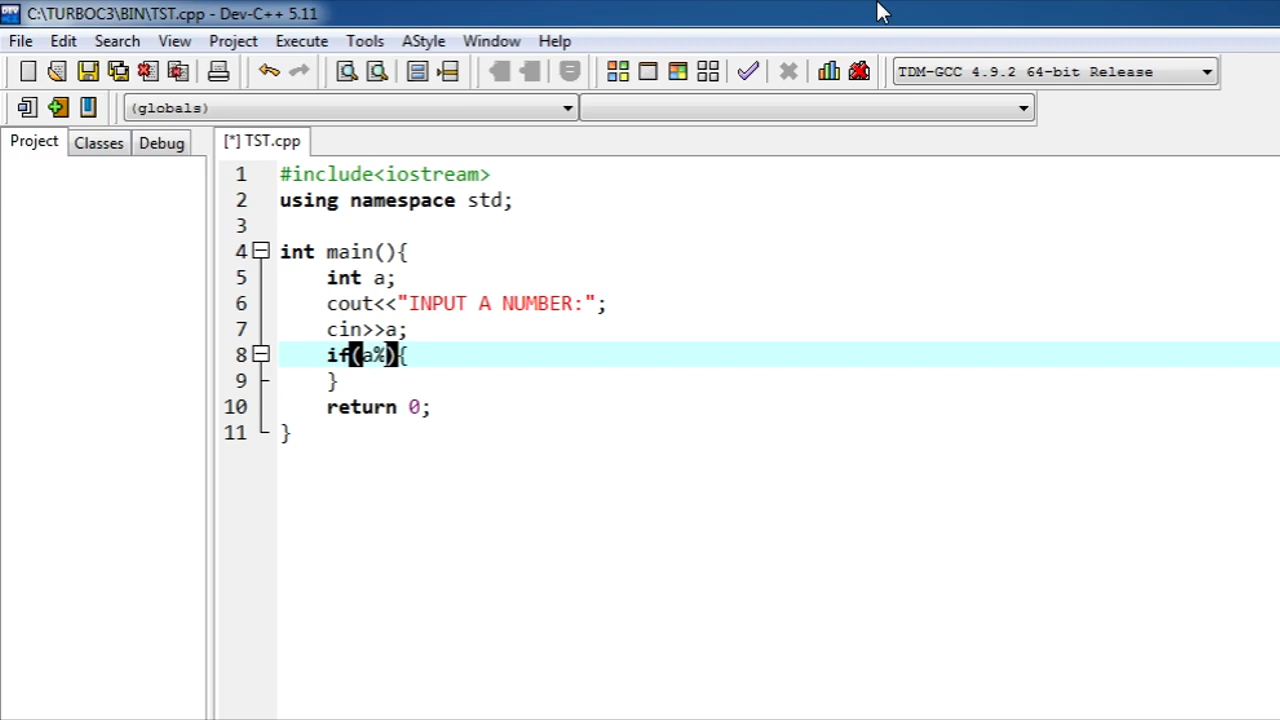 C:\TURBOC3\BIN\TST.cpp - Dev-C++ 5.11
File Edit Search View Project Execute Tools AStyle Window Help
TDM-GCC 4.9.2 64-bit Release
(globals)
Project Classes Debug [*] TST.cpp
1 #include<iostream>
2 using namespace std;
3
4 int main(){
5 int a;
6 cout<<"INPUT A NUMBER:";
7 cin>>a;
8 if(a%){
9 }
10 return 0;
11 }